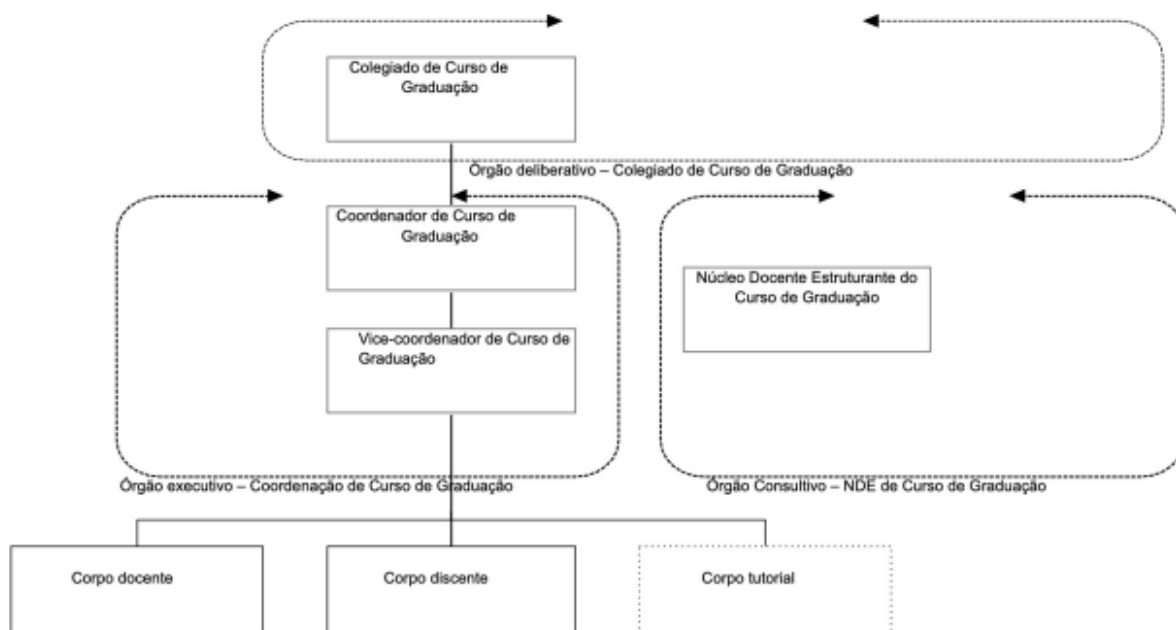 Colegiado de Curso de
Graduação
Órgão deliberativo – Colegiado de Curso de Graduação
Coordenador de Curso de
Graduação
Núcleo Docente Estruturante do
Curso de Graduação
Vice-coordenador de Curso de
Graduação
Órgão executivo – Coordenação de Curso de Graduação
Órgão Consultivo – NDE de Curso de Graduação
Corpo docente
Corpo discente
Corpo tutorial